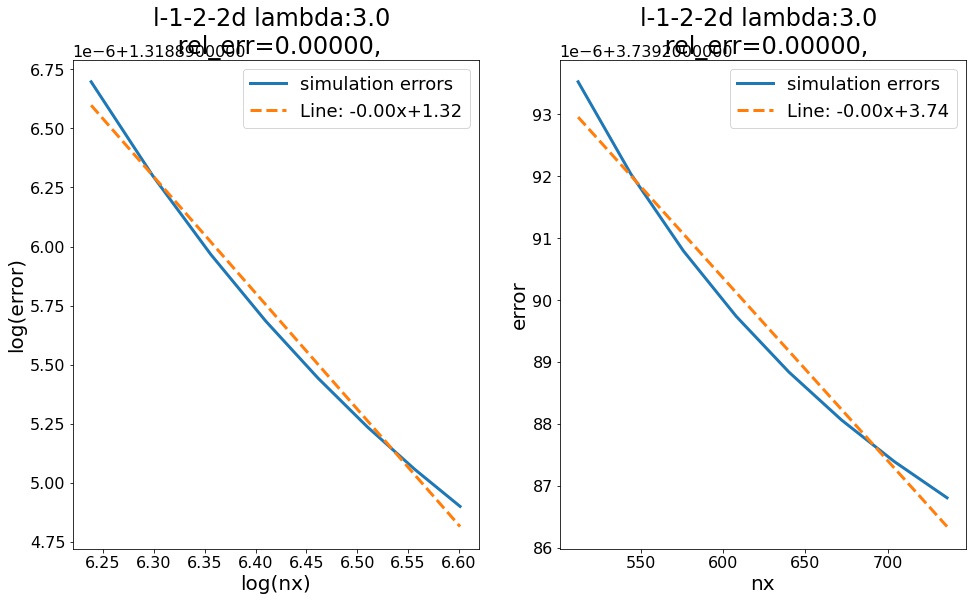 l-1-2-2d lambda:3.0
rel_err=0.00000,
1e-6+1.3188900000
simulation errors
Line: -0.00x+1.32
6.75
6.50
6.25
6.00
5.75
5.50
5.25
5.00
4.75
log(error)
6.25 6.30 6.35 6.40 6.45 6.50 6.55 6.60
log(nx)
l-1-2-2d lambda:3.0
rel_err=0.00000,
1e-6+3.7392000000
simulation errors
Line: -0.00x+3.74
93
92
91
90
89
88
87
86
error
550 600 650 700
nx